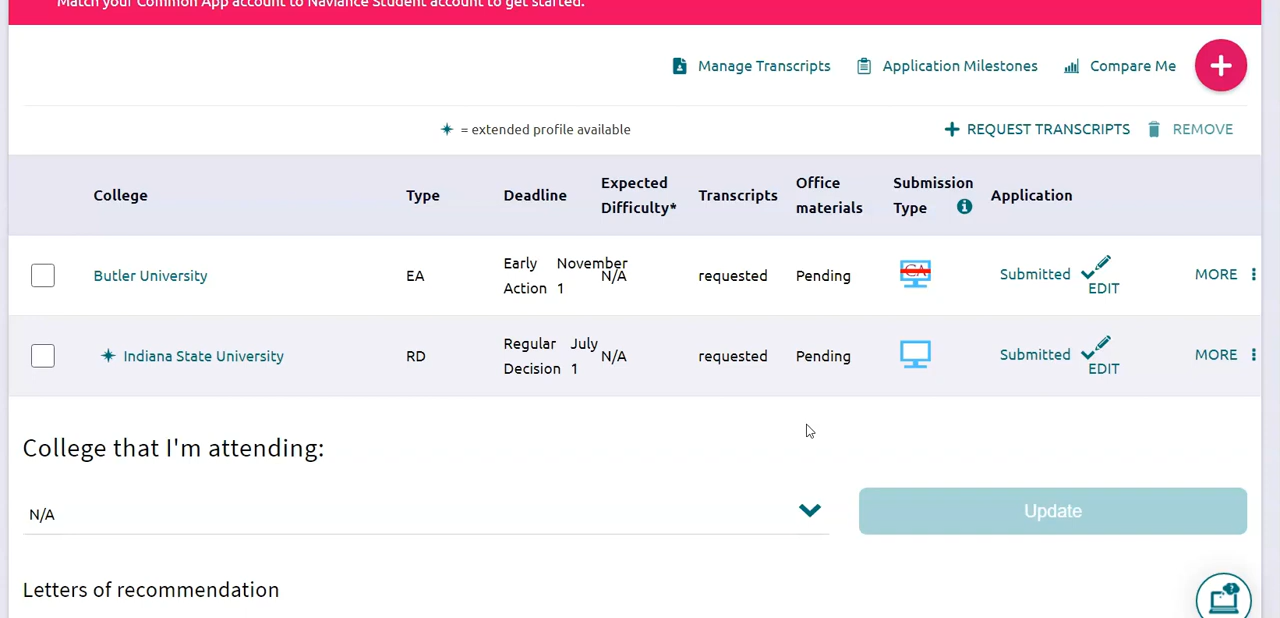 Match your Common App account to Naviance Student account to get started.
Manage Transcripts Application Milestones Compare Me +
= extended profile available + REQUEST TRANSCRIPTS REMOVE
College Type Deadline Expected Difficulty* Transcripts Office materials Submission Type Application
Butler University EA Early Action November 1 N/A requested Pending CA Submitted EDIT MORE
Indiana State University RD Regular Decision July 1 N/A requested Pending Submitted EDIT MORE
College that I'm attending:
N/A Update
Letters of recommendation